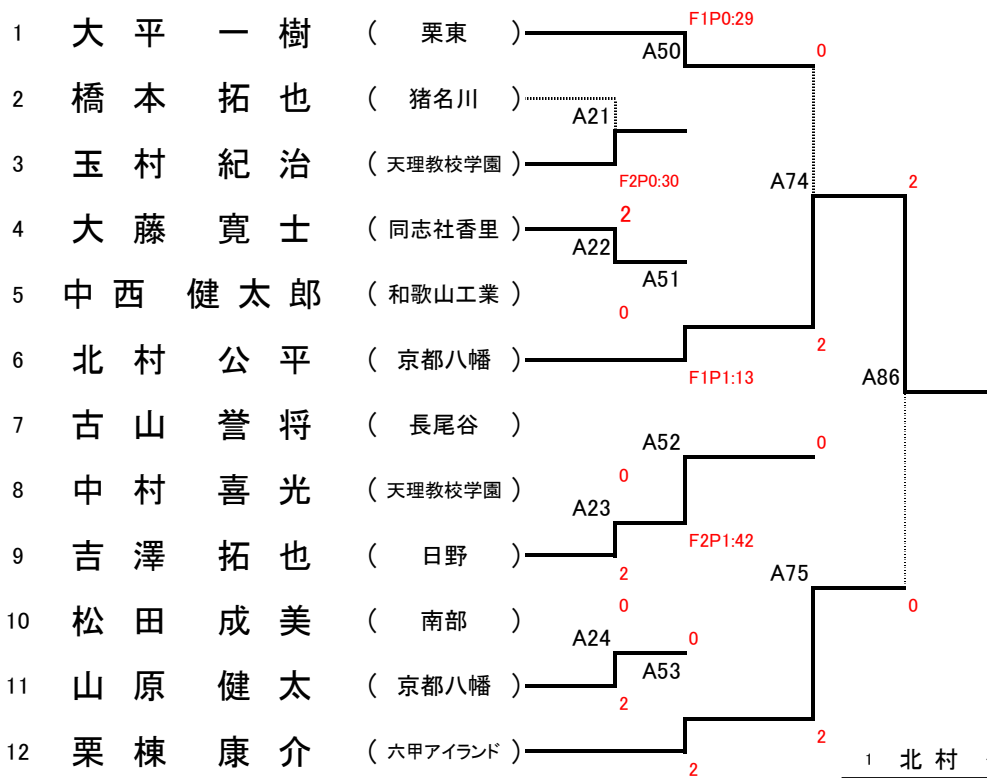 F1P0:29
1 大平 一樹 ( 栗東 ) A50 0
2 橋本 拓也 ( 猪名川 ) A21
3 玉村 紀治 ( 天理教校学園 )
F2P0:30 A74 2
2
4 大藤 寛士 ( 同志社香里 ) A22
A51
5 中西 健太郎 ( 和歌山工業 )
0
6 北村 公平 ( 京都八幡 ) 2
F1P1:13 A86
7 古山 誉将 ( 長尾谷 )
A52 0
0
8 中村 喜光 ( 天理教校学園 )
A23
F2P1:42
9 吉澤 拓也 ( 日野 )
2 A75
0 0
10 松田 成美 ( 南部 )
A24 0
A53
11 山原 健太 ( 京都八幡 )
2
12 栗棟 康介 ( 六甲アイランド ) 2
2
1 北村